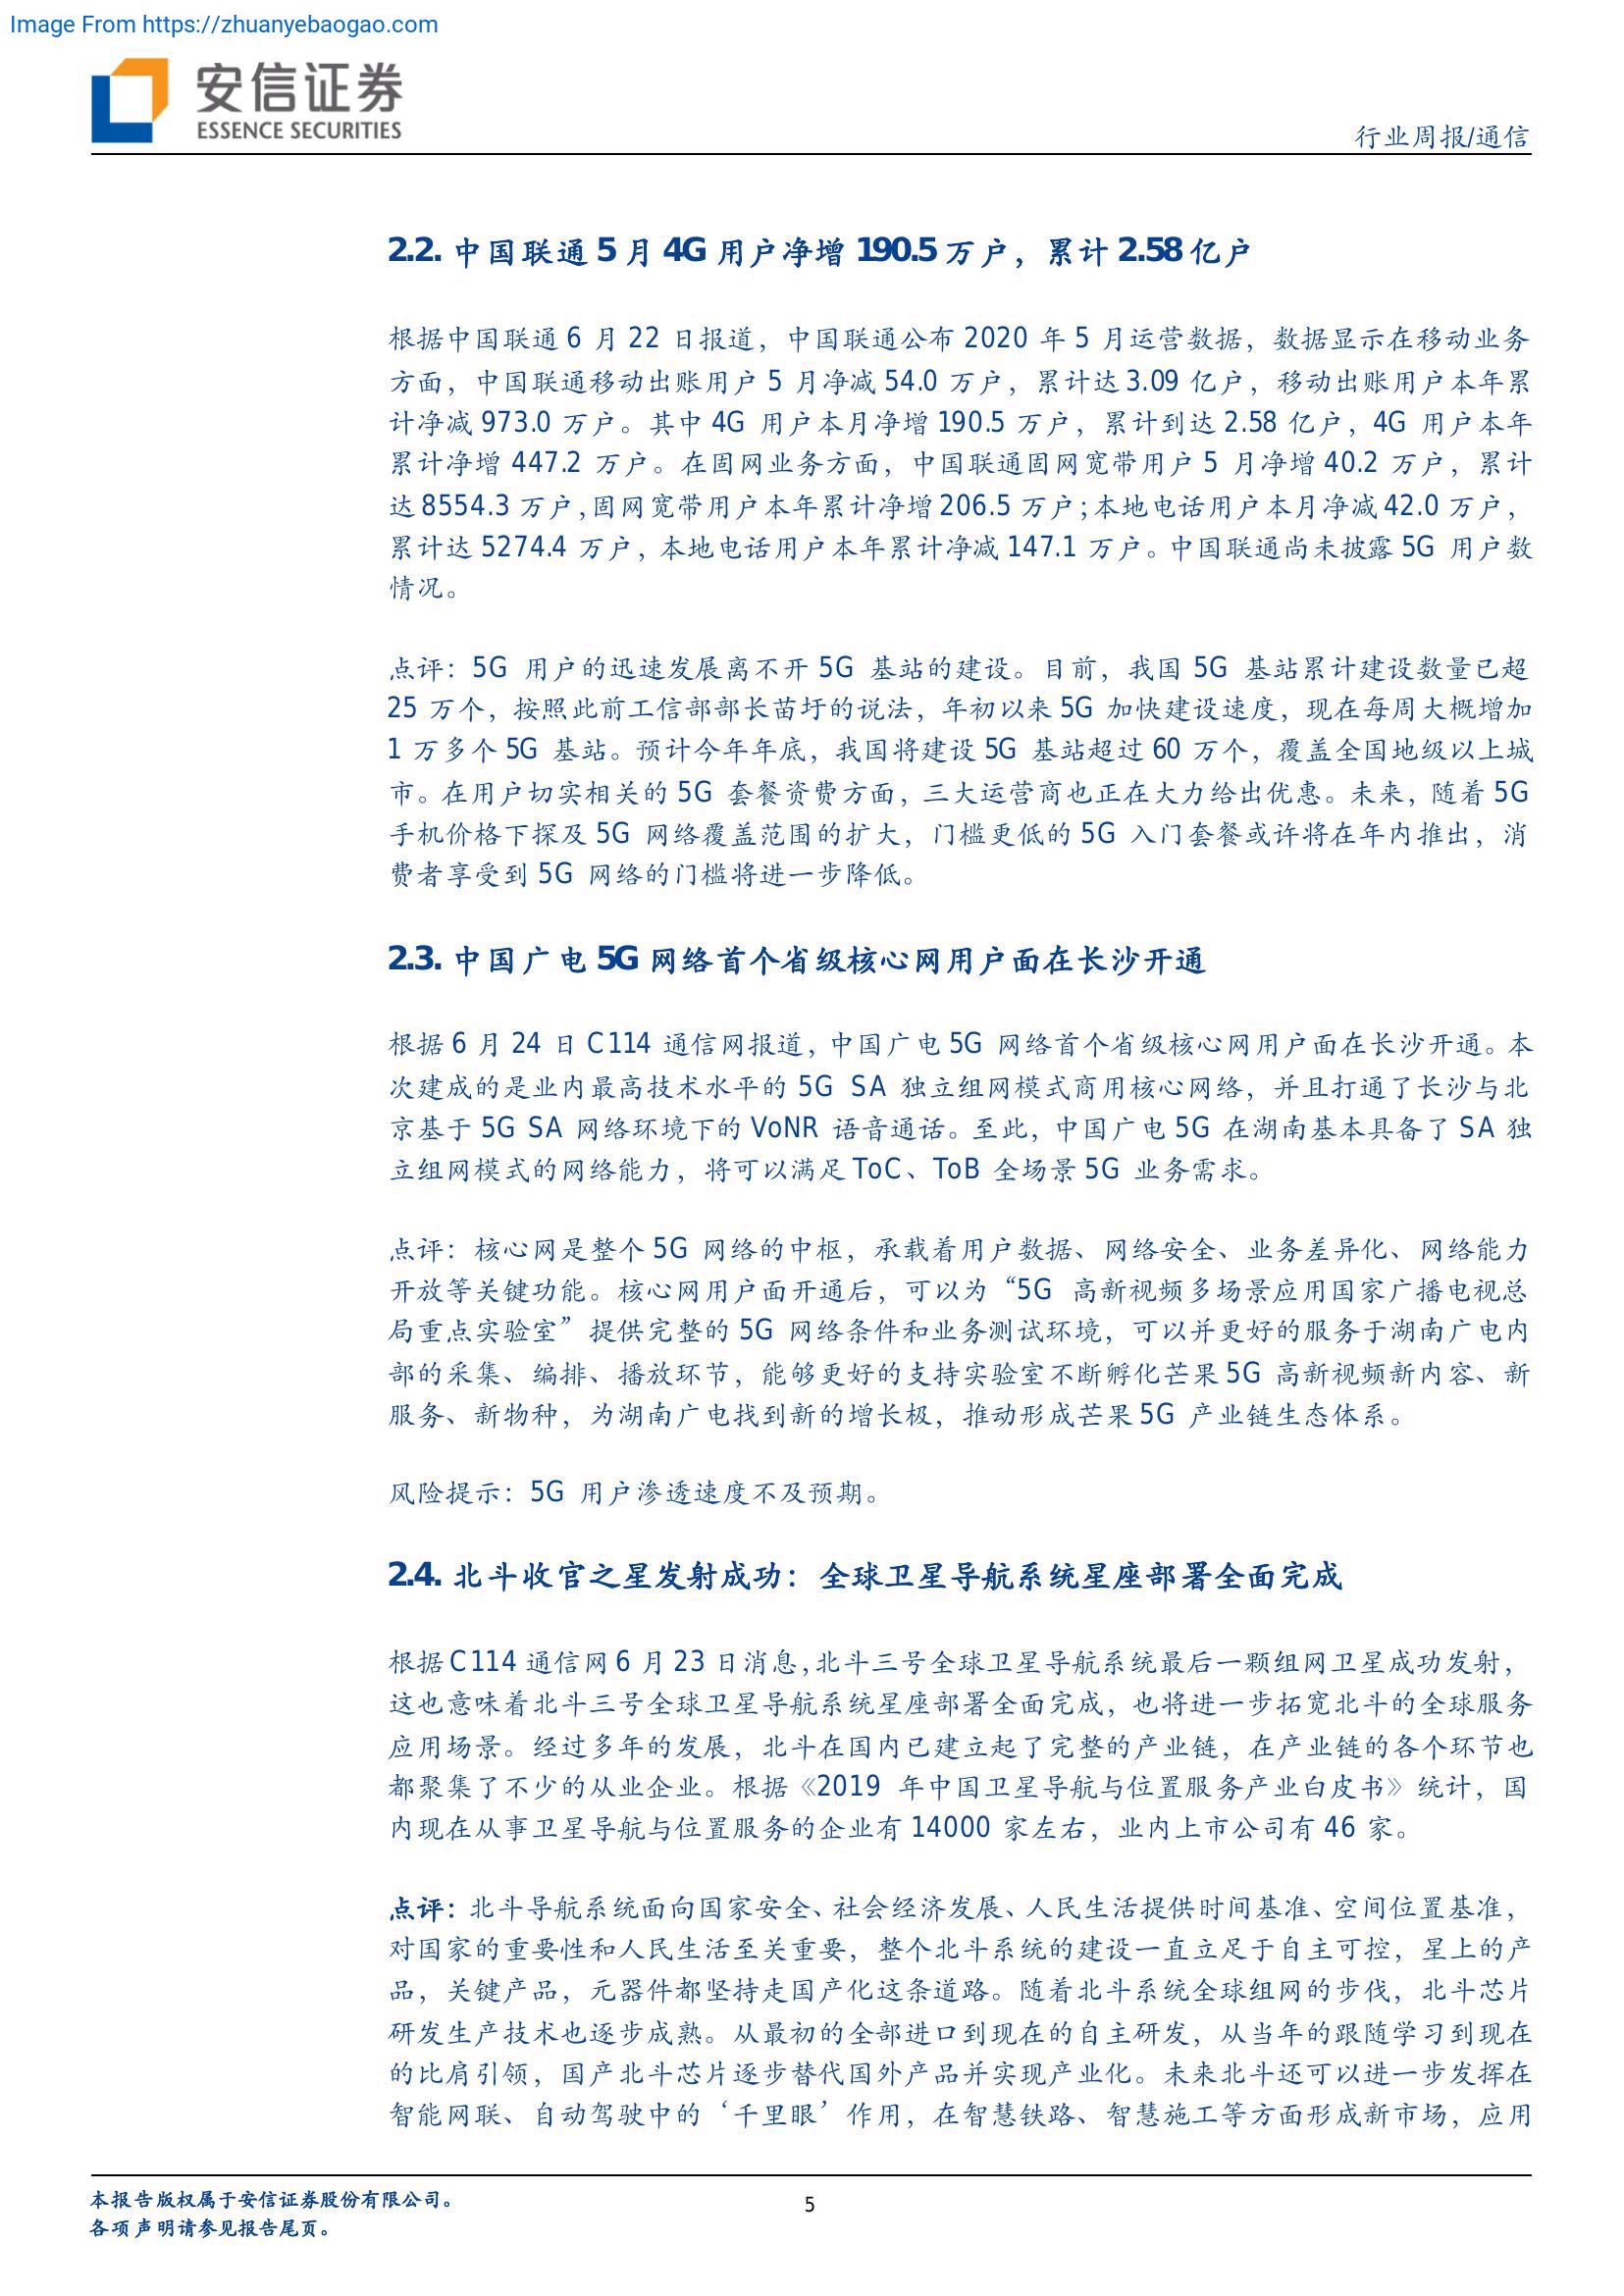 Image From https://zhuanyebaogao.com
安信证券
ESSENCE SECURITIES
行业周报/通信
2.2. 中国联通 5 月 4G 用户净增 190.5 万户，累计 2.58 亿户
根据中国联通 6 月 22 日报道，中国联通公布 2020 年 5 月运营数据，数据显示在移动业务
方面，中国联通移动出账用户 5 月净减 54.0 万户，累计达 3.09 亿户，移动出账用户本年累
计净减 973.0 万户。其中 4G 用户本月净增 190.5 万户，累计到达 2.58 亿户，4G 用户本年
累计净增 447.2 万户。在固网业务方面，中国联通固网宽带用户 5 月净增 40.2 万户，累计
达 8554.3 万户，固网宽带用户本年累计净增 206.5 万户；本地电话用户本月净减 42.0 万户，
累计达 5274.4 万户，本地电话用户本年累计净减 147.1 万户。中国联通尚未披露 5G 用户数
情况。
点评：5G 用户的迅速发展离不开 5G 基站的建设。目前，我国 5G 基站累计建设数量已超
25 万个，按照此前工信部部长苗圩的说法，年初以来 5G 加快建设速度，现在每周大概增加
1 万多个 5G 基站。预计今年年底，我国将建设 5G 基站超过 60 万个，覆盖全国地级以上城
市。在用户切实相关的 5G 套餐资费方面，三大运营商也正在大力给出优惠。未来，随着 5G
手机价格下探及 5G 网络覆盖范围的扩大，门槛更低的 5G 入门套餐或许将在年内推出，消
费者享受到 5G 网络的门槛将进一步降低。
2.3. 中国广电 5G 网络首个省级核心网用户面在长沙开通
根据 6 月 24 日 C114 通信网报道，中国广电 5G 网络首个省级核心网用户面在长沙开通。本
次建成的是业内最高技术水平的 5G SA 独立组网模式商用核心网络，并且打通了长沙与北
京基于 5G SA 网络环境下的 VoNR 语音通话。至此，中国广电 5G 在湖南基本具备了 SA 独
立组网模式的网络能力，将可以满足 ToC、ToB 全场景 5G 业务需求。
点评：核心网是整个 5G 网络的中枢，承载着用户数据、网络安全、业务差异化、网络能力
开放等关键功能。核心网用户面开通后，可以为“5G 高新视频多场景应用国家广播电视总
局重点实验室”提供完整的 5G 网络条件和业务测试环境，可以并更好的服务于湖南广电内
部的采集、编排、播放环节，能够更好的支持实验室不断孵化芒果 5G 高新视频新内容、新
服务、新物种，为湖南广电找到新的增长极，推动形成芒果 5G 产业链生态体系。
风险提示：5G 用户渗透速度不及预期。
2.4. 北斗收官之星发射成功：全球卫星导航系统星座部署全面完成
根据 C114 通信网 6 月 23 日消息，北斗三号全球卫星导航系统最后一颗组网卫星成功发射，
这也意味着北斗三号全球卫星导航系统星座部署全面完成，也将进一步拓宽北斗的全球服务
应用场景。经过多年的发展，北斗在国内已建立起了完整的产业链，在产业链的各个环节也
都聚集了不少的从业企业。根据《2019 年中国卫星导航与位置服务产业白皮书》统计，国
内现在从事卫星导航与位置服务的企业有 14000 家左右，业内上市公司有 46 家。
点评：北斗导航系统面向国家安全、社会经济发展、人民生活提供时间基准、空间位置基准，
对国家的重要性和人民生活至关重要，整个北斗系统的建设一直立足于自主可控，星上的产
品，关键产品，元器件都坚持走国产化这条道路。随着北斗系统全球组网的步伐，北斗芯片
研发生产技术也逐步成熟。从最初的全部进口到现在的自主研发，从当年的跟随学习到现在
的比肩引领，国产北斗芯片逐步替代国外产品并实现产业化。未来北斗还可以进一步发挥在
智能网联、自动驾驶中的‘千里眼’作用，在智慧铁路、智慧施工等方面形成新市场，应用
本报告版权属于安信证券股份有限公司。
5
各项声明请参见报告尾页。